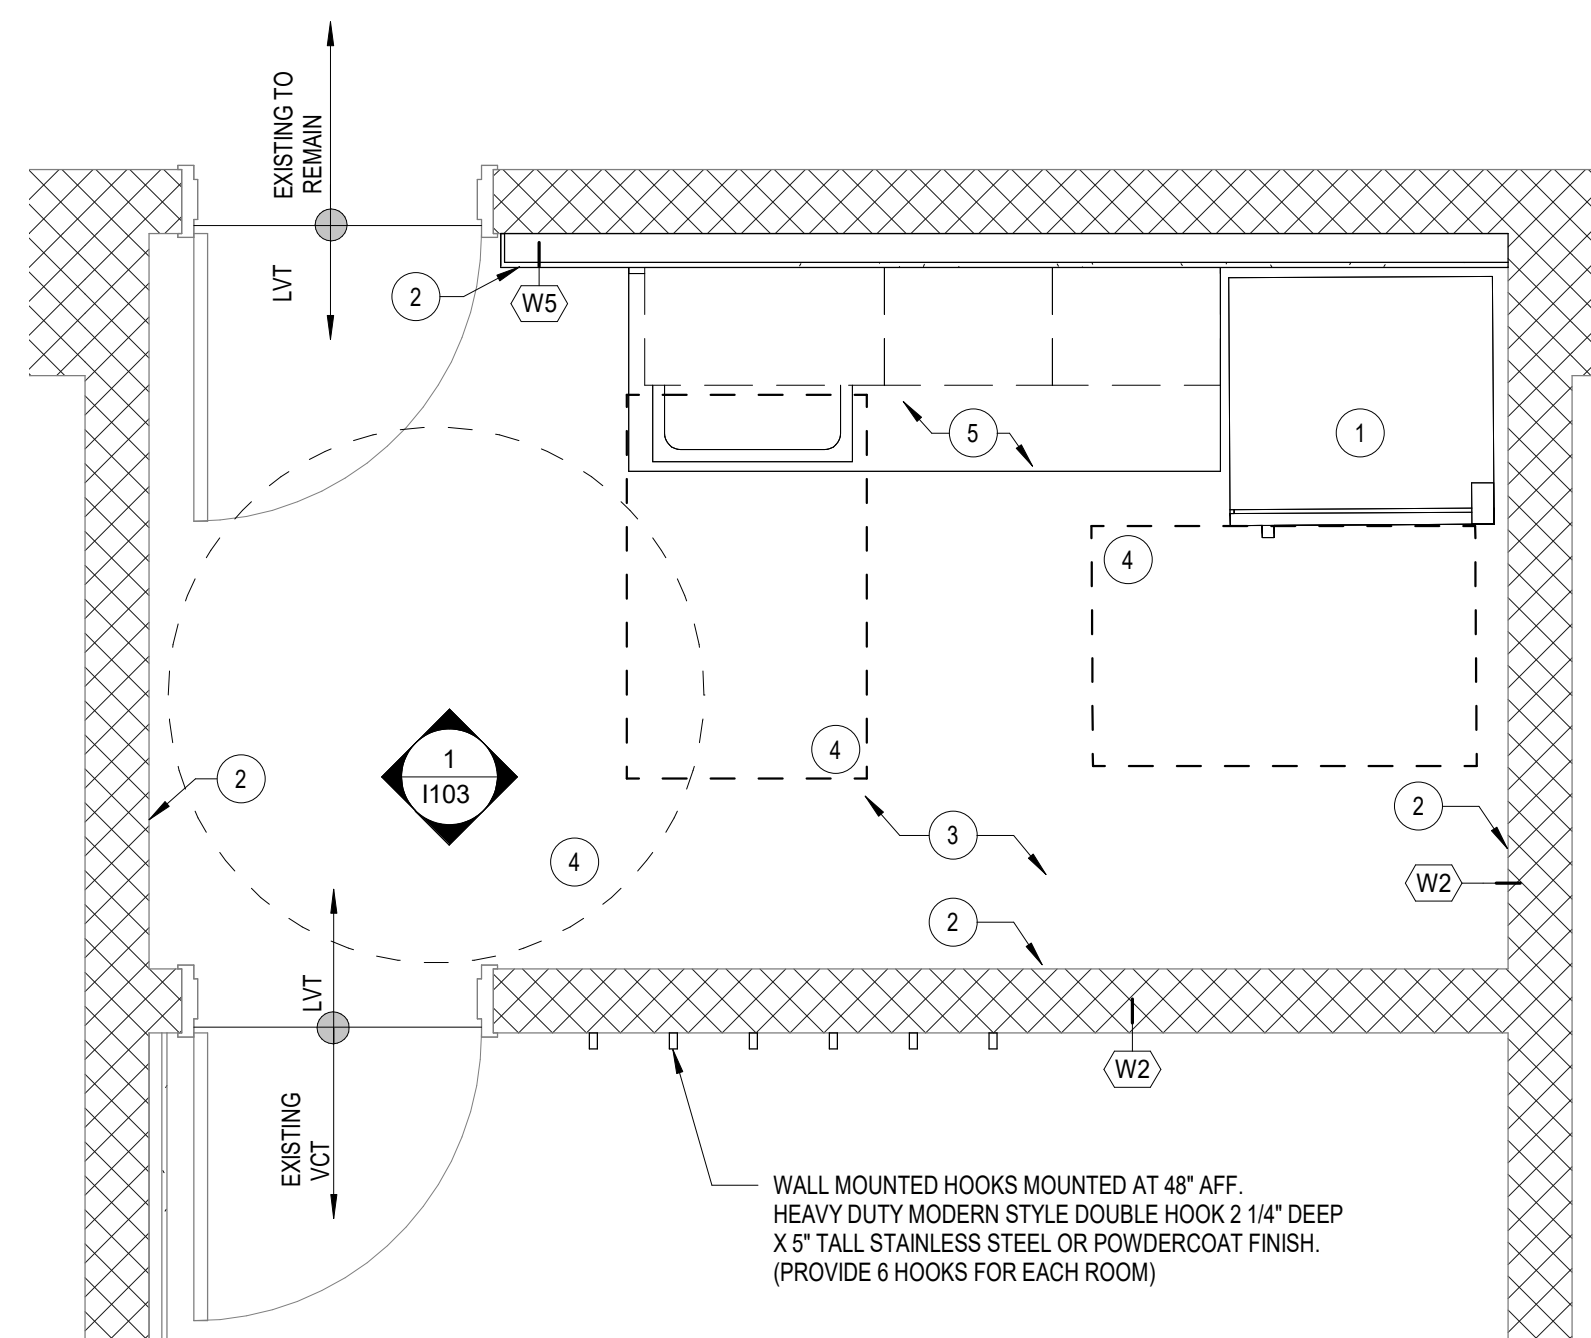 EXISTING TO
REMAIN
LVT
2
W5
5
1
4
4
2
1
I103
4
3
2
2
W2
LVT
EXISTING
VCT
W2
WALL MOUNTED HOOKS MOUNTED AT 48" AFF.
HEAVY DUTY MODERN STYLE DOUBLE HOOK 2 1/4" DEEP
X 5" TALL STAINLESS STEEL OR POWDERCOAT FINISH.
(PROVIDE 6 HOOKS FOR EACH ROOM)